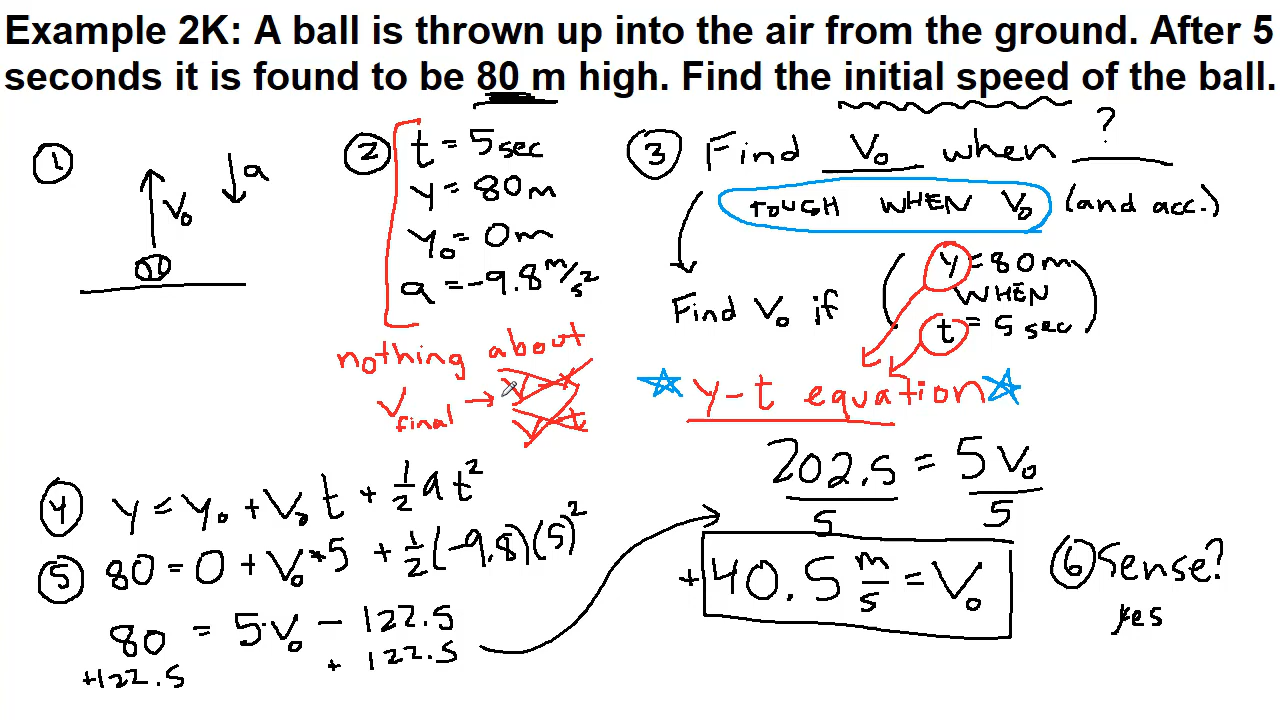 Example 2K: A ball is thrown up into the air from the ground. After 5
seconds it is found to be 80 m high. Find the initial speed of the ball.
①
a
V₀
②
t = 5 sec
y = 80 m
y₀ = 0 m
a = -9.8 m/s²
nothing about
Vfinal →
③ Find V₀ when ?
TOUGH WHEN V₀ (and acc.)
Find V₀ if
(y = 80 m
WHEN
t = 5 sec)
y-t equation
④ y = y₀ + V₀ t + ½ a t²
⑤ 80 = 0 + V₀ * 5 + ½ (-9.8)(5)²
80 = 5·V₀ - 122.5
+122.5 + 122.5
202.5 = 5 V₀
5 5
+40.5 m/s = V₀
⑥ Sense?
yes